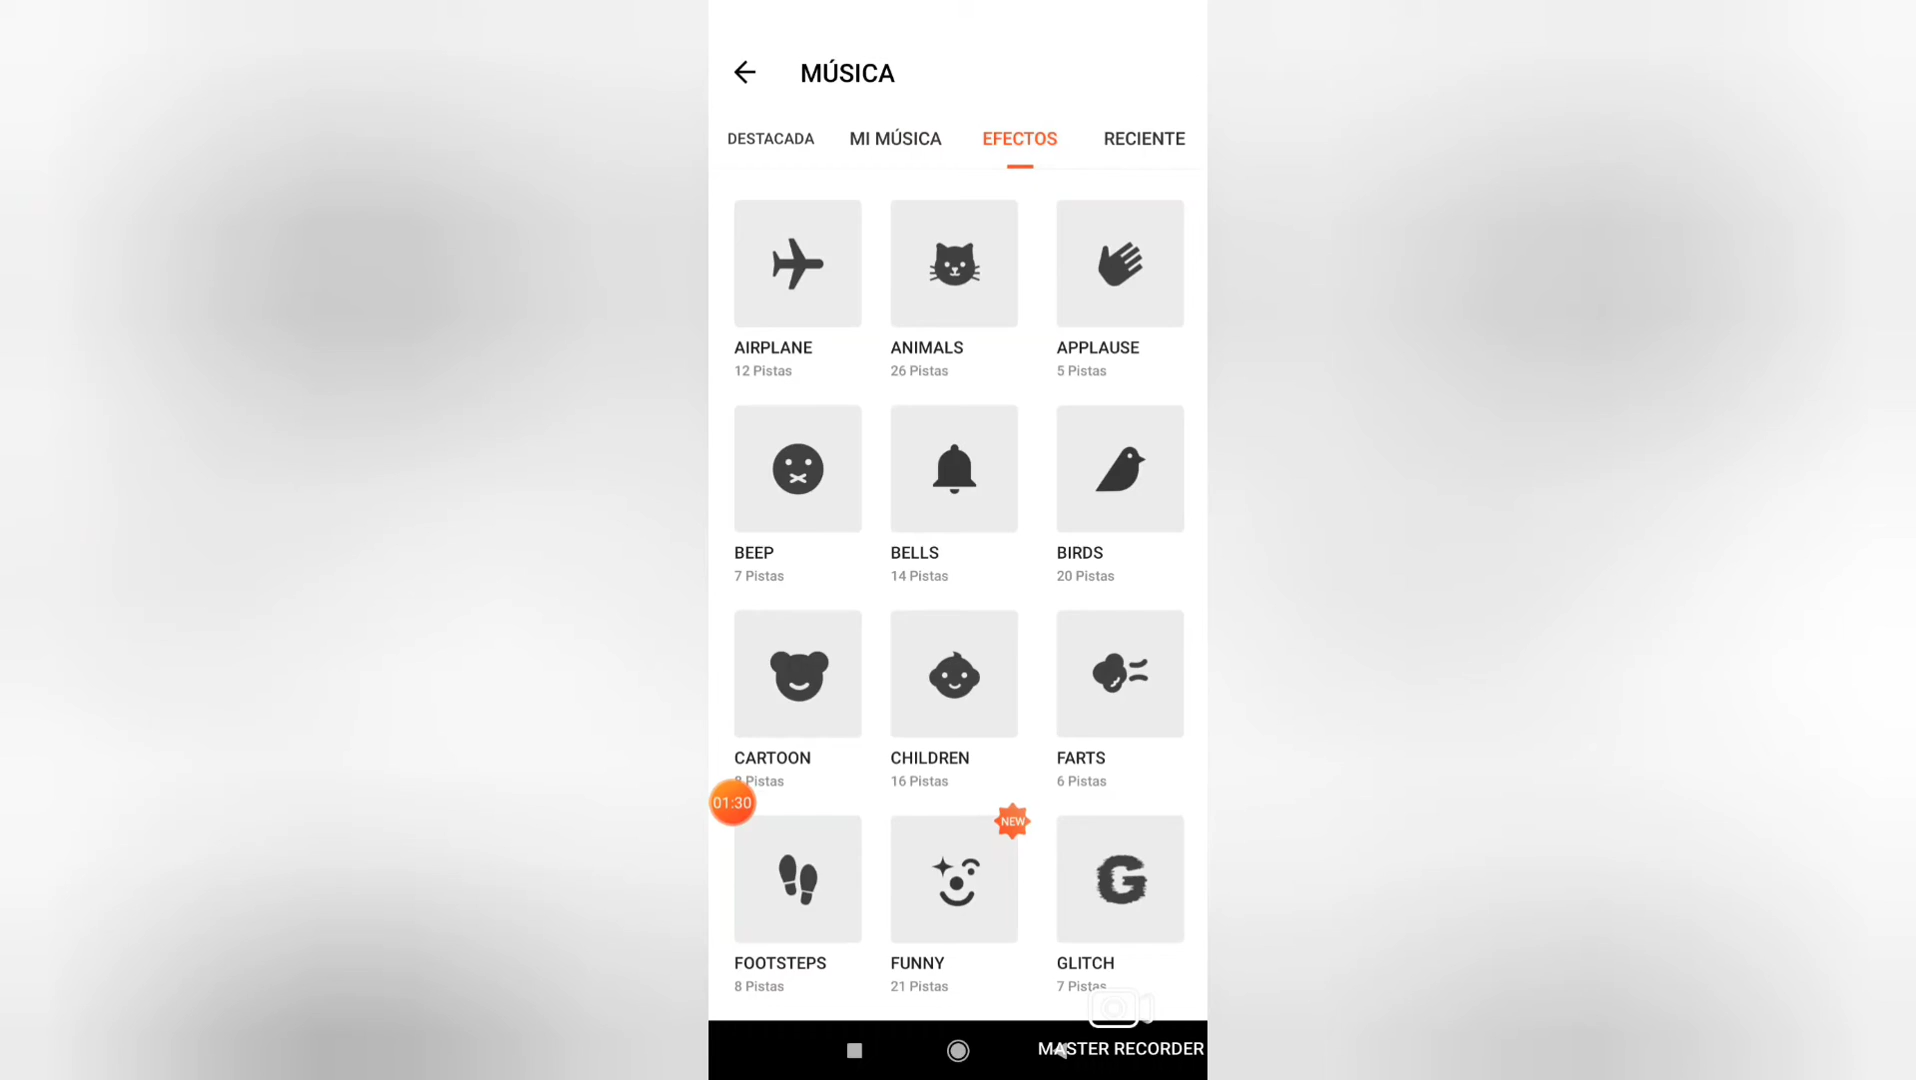 MÚSICA
DESTACADA MI MÚSICA EFECTOS RECIENTE
AIRPLANE ANIMALS APPLAUSE
12 Pistas 26 Pistas 5 Pistas
BEEP BELLS BIRDS
7 Pistas 14 Pistas 20 Pistas
CARTOON CHILDREN FARTS
8 Pistas 16 Pistas 6 Pistas
01:30
NEW
G
FOOTSTEPS FUNNY GLITCH
8 Pistas 21 Pistas 7 Pistas
MASTER RECORDER